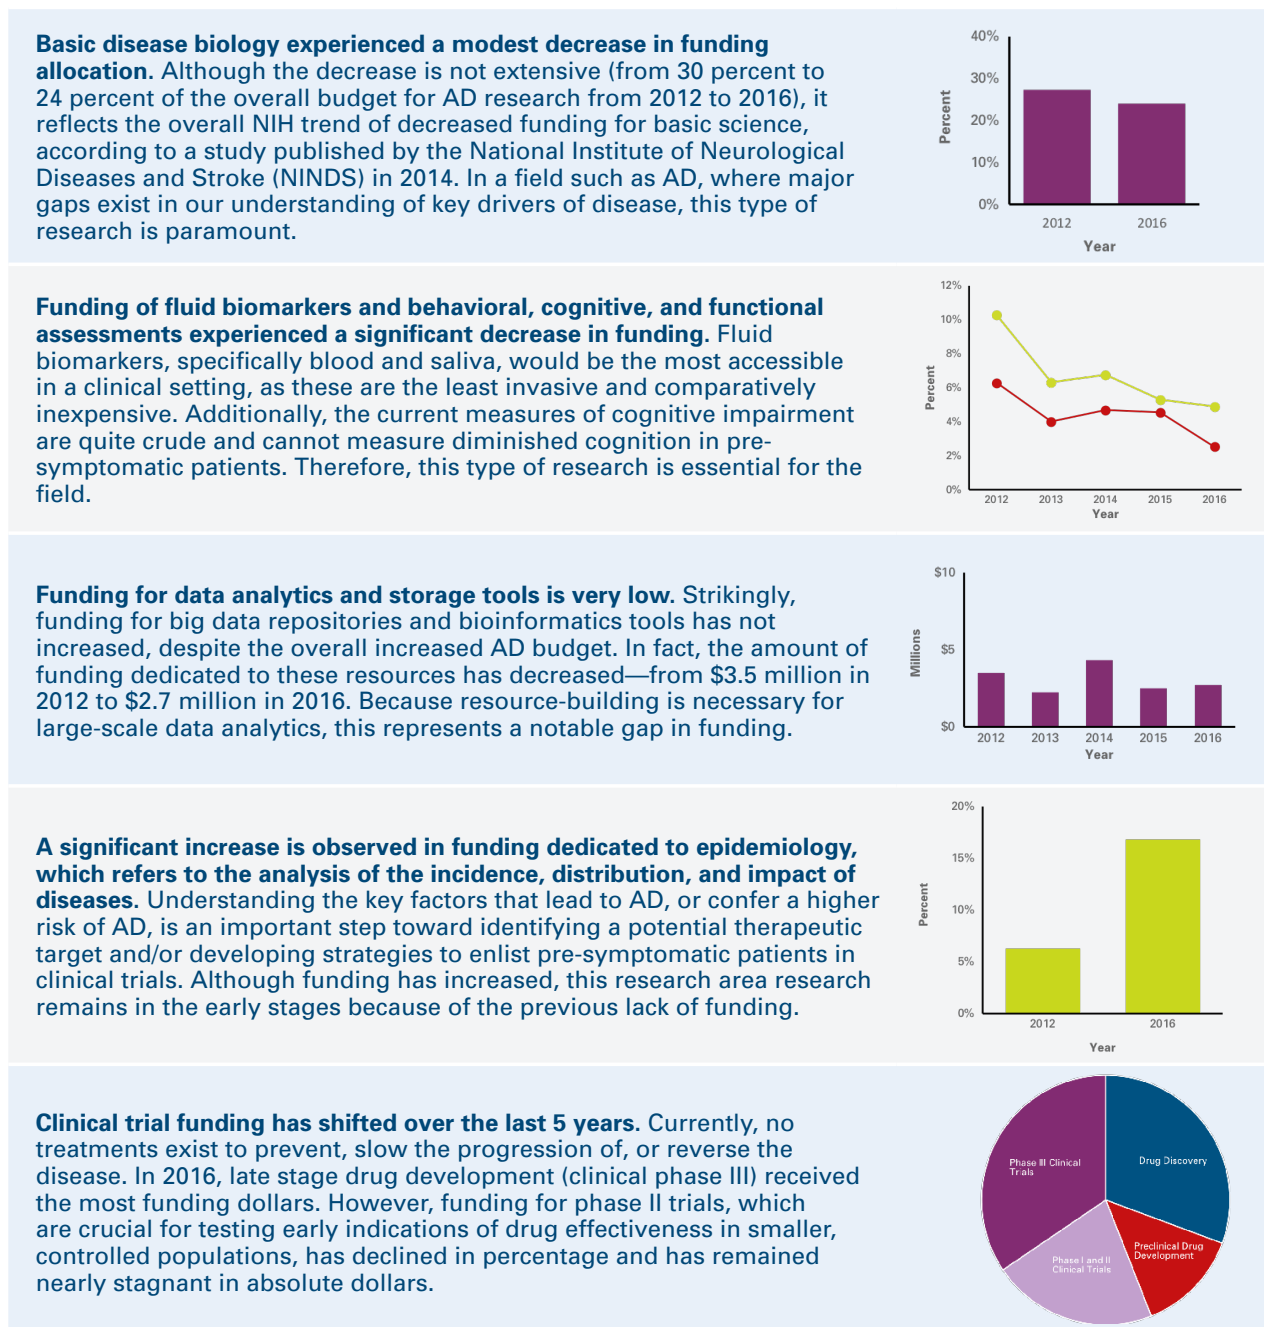 Basic disease biology experienced a modest decrease in funding
allocation. Although the decrease is not extensive (from 30 percent to
24 percent of the overall budget for AD research from 2012 to 2016), it
reflects the overall NIH trend of decreased funding for basic science,
according to a study published by the National Institute of Neurological
Diseases and Stroke (NINDS) in 2014. In a field such as AD, where major
gaps exist in our understanding of key drivers of disease, this type of
research is paramount.
40%
30%
20%
10%
0%
Percent
2012
2016
Year
Funding of fluid biomarkers and behavioral, cognitive, and functional
assessments experienced a significant decrease in funding. Fluid
biomarkers, specifically blood and saliva, would be the most accessible
in a clinical setting, as these are the least invasive and comparatively
inexpensive. Additionally, the current measures of cognitive impairment
are quite crude and cannot measure diminished cognition in pre-
symptomatic patients. Therefore, this type of research is essential for the
field.
12%
10%
8%
6%
4%
2%
0%
Percent
2012
2013
2014
2015
2016
Year
Funding for data analytics and storage tools is very low. Strikingly,
funding for big data repositories and bioinformatics tools has not
increased, despite the overall increased AD budget. In fact, the amount of
funding dedicated to these resources has decreased—from $3.5 million in
2012 to $2.7 million in 2016. Because resource-building is necessary for
large-scale data analytics, this represents a notable gap in funding.
$10
$5
$0
Millions
2012
2013
2014
2015
2016
Year
A significant increase is observed in funding dedicated to epidemiology,
which refers to the analysis of the incidence, distribution, and impact of
diseases. Understanding the key factors that lead to AD, or confer a higher
risk of AD, is an important step toward identifying a potential therapeutic
target and/or developing strategies to enlist pre-symptomatic patients in
clinical trials. Although funding has increased, this research area research
remains in the early stages because of the previous lack of funding.
20%
15%
10%
5%
0%
Percent
2012
2016
Year
Clinical trial funding has shifted over the last 5 years. Currently, no
treatments exist to prevent, slow the progression of, or reverse the
disease. In 2016, late stage drug development (clinical phase III) received
the most funding dollars. However, funding for phase II trials, which
are crucial for testing early indications of drug effectiveness in smaller,
controlled populations, has declined in percentage and has remained
nearly stagnant in absolute dollars.
Phase III Clinical
Trials
Drug Discovery
Preclinical Drug
Development
Phase I and II
Clinical Trials